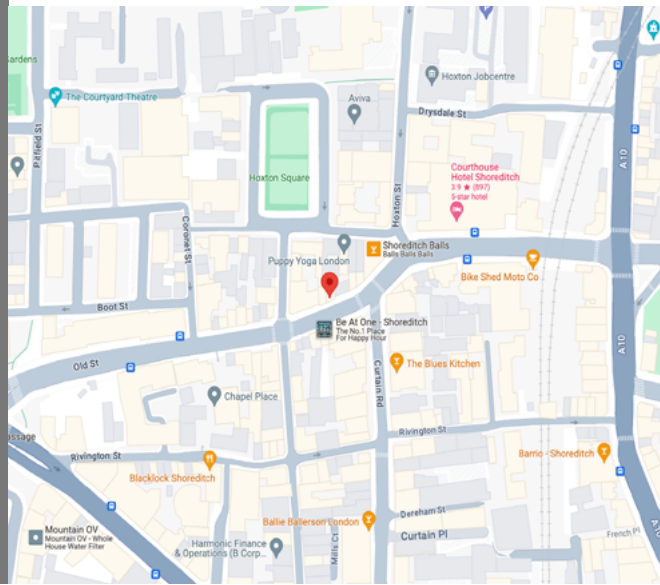 ardens
The Courtyard Theatre
Pitfield St
Hoxton Jobcentre
Aviva
Drysdale St
A10
Hoxton Square
Hoxton St
Courthouse
Hotel Shoreditch
3.9 ★ (897)
5-star hotel
Coronet St
Puppy Yoga London
Shoreditch Balls
Balls Balls Balls
Bike Shed Moto Co
Boot St
Be At One - Shoreditch
The No.1 Place
For Happy Hour
A10
Old St
Curtain Rd
The Blues Kitchen
Chapel Place
assage
Rivington St
Rivington St
Blacklock Shoreditch
Barrio - Shoreditch
Mountain OV
Mountain OV - Whole
House Water Filter
Harmonic Finance
& Operations (B Corp...
Ballie Ballerson London
Mills Ct
Dereham St
Curtain Pl
French Pl
A10